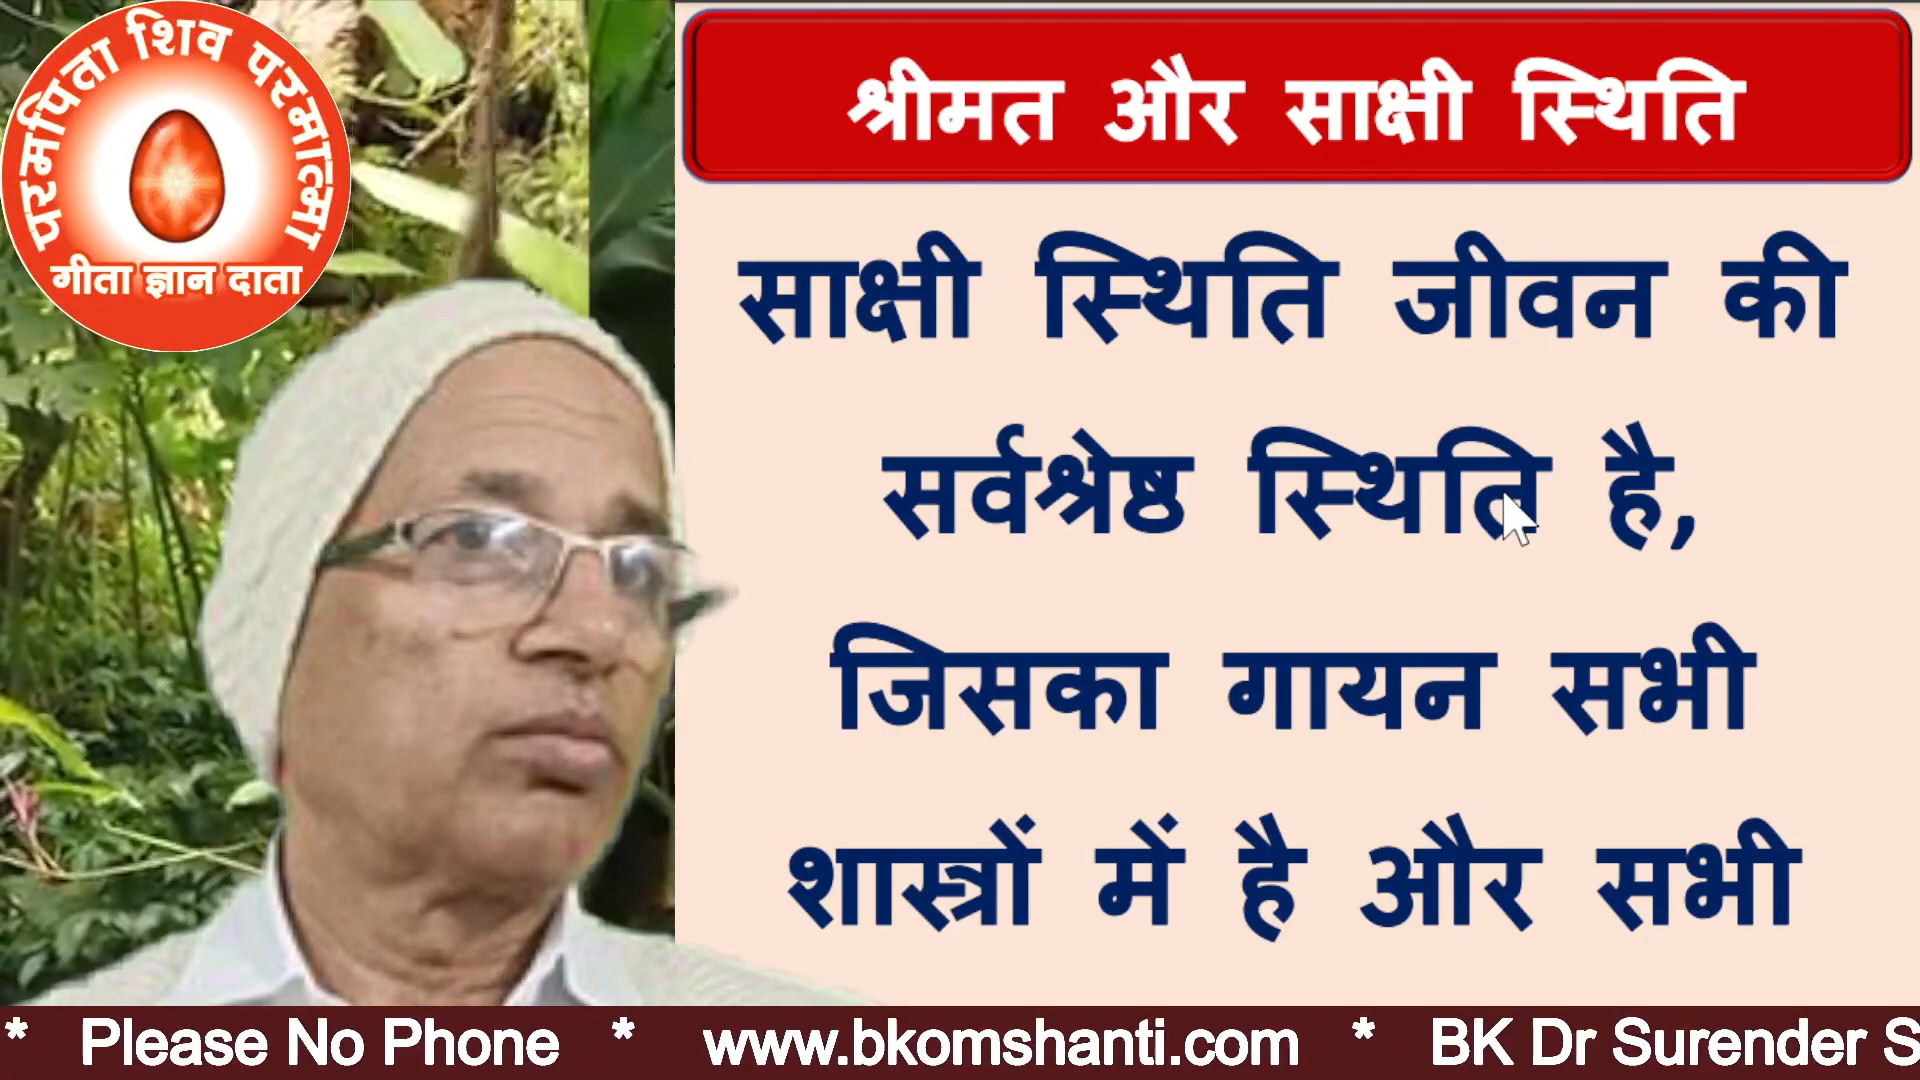 परमपिता शिव परमात्मा
गीता ज्ञान दाता
श्रीमत और साक्षी स्थिति
साक्षी स्थिति जीवन की
सर्वश्रेष्ठ स्थिति है,
जिसका गायन सभी
शास्त्रों में है और सभी
* Please No Phone * www.bkomshanti.com * BK Dr Surender S